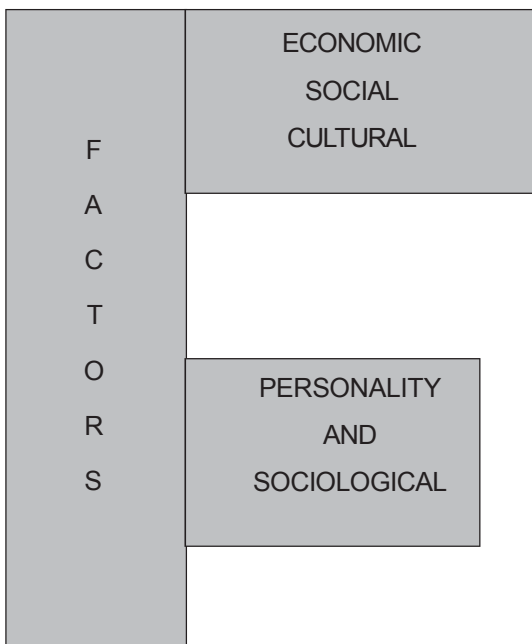 F
A
C
T
O
R
S
ECONOMIC
SOCIAL
CULTURAL
PERSONALITY
AND
SOCIOLOGICAL